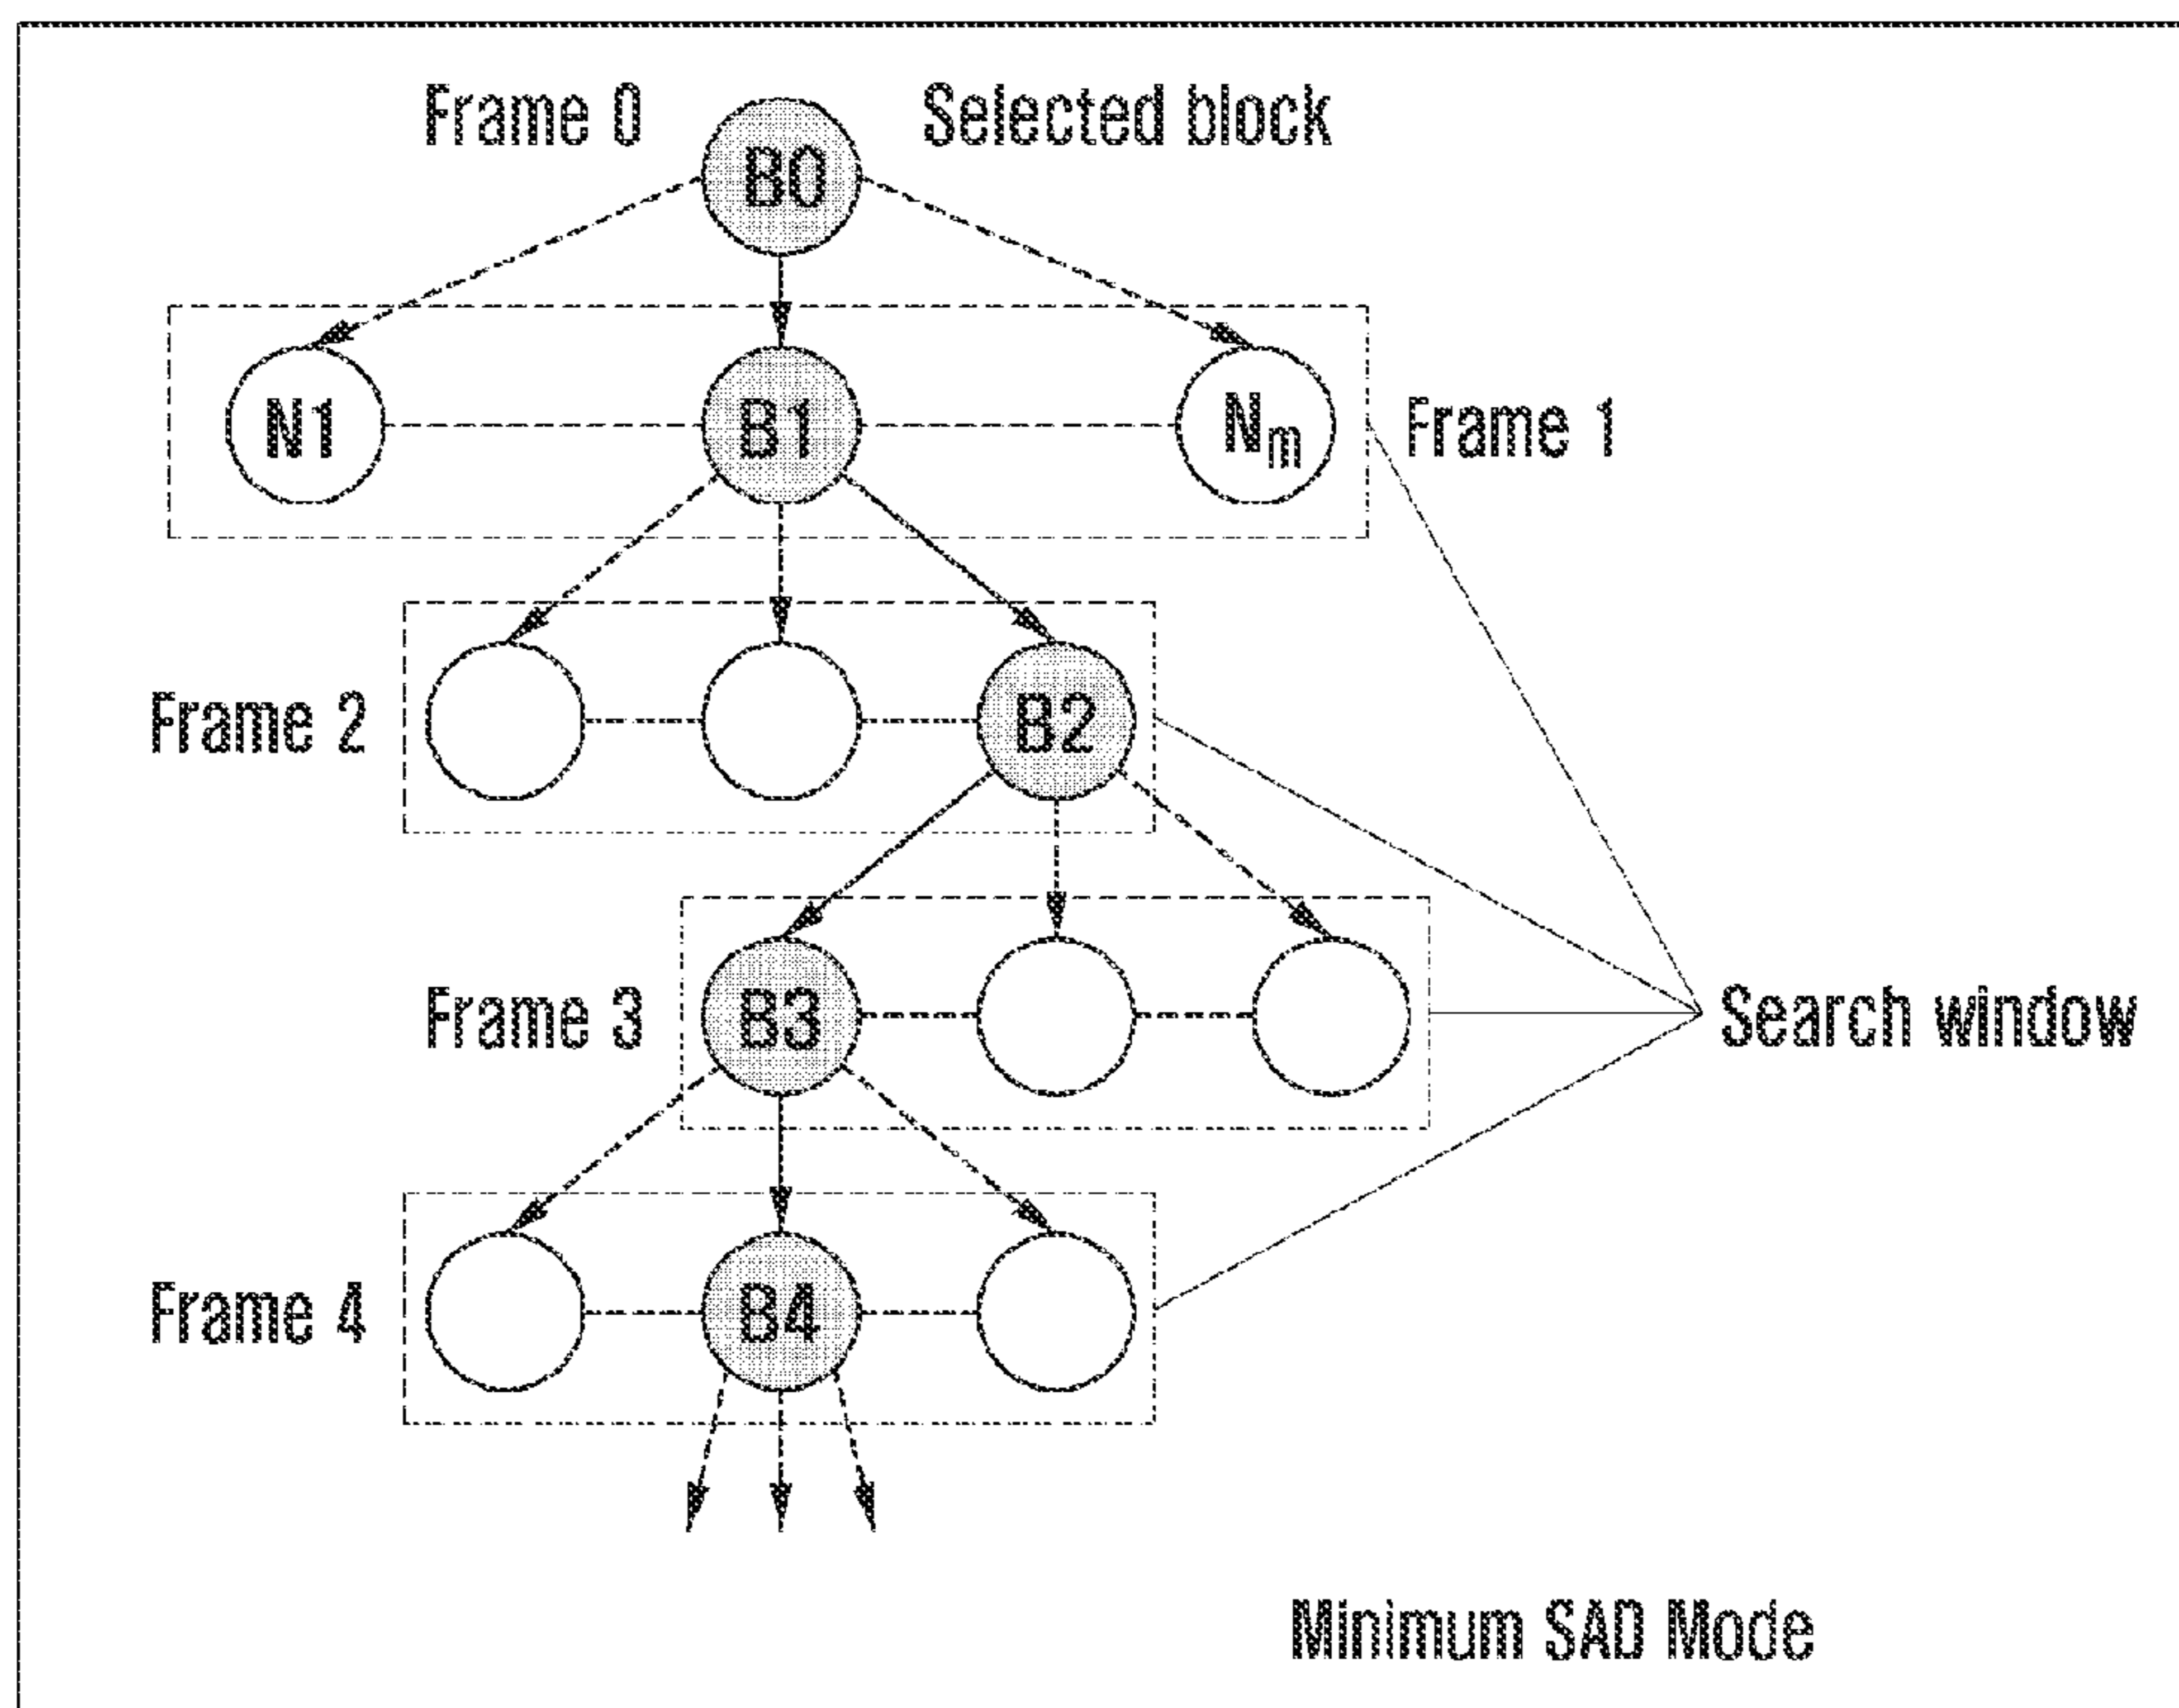 Frame 0
B0
Selected block
N1
B1
Nm
Frame 1
Frame 2
B2
Frame 3
B3
Search window
Frame 4
B4
Minimum SAD Mode